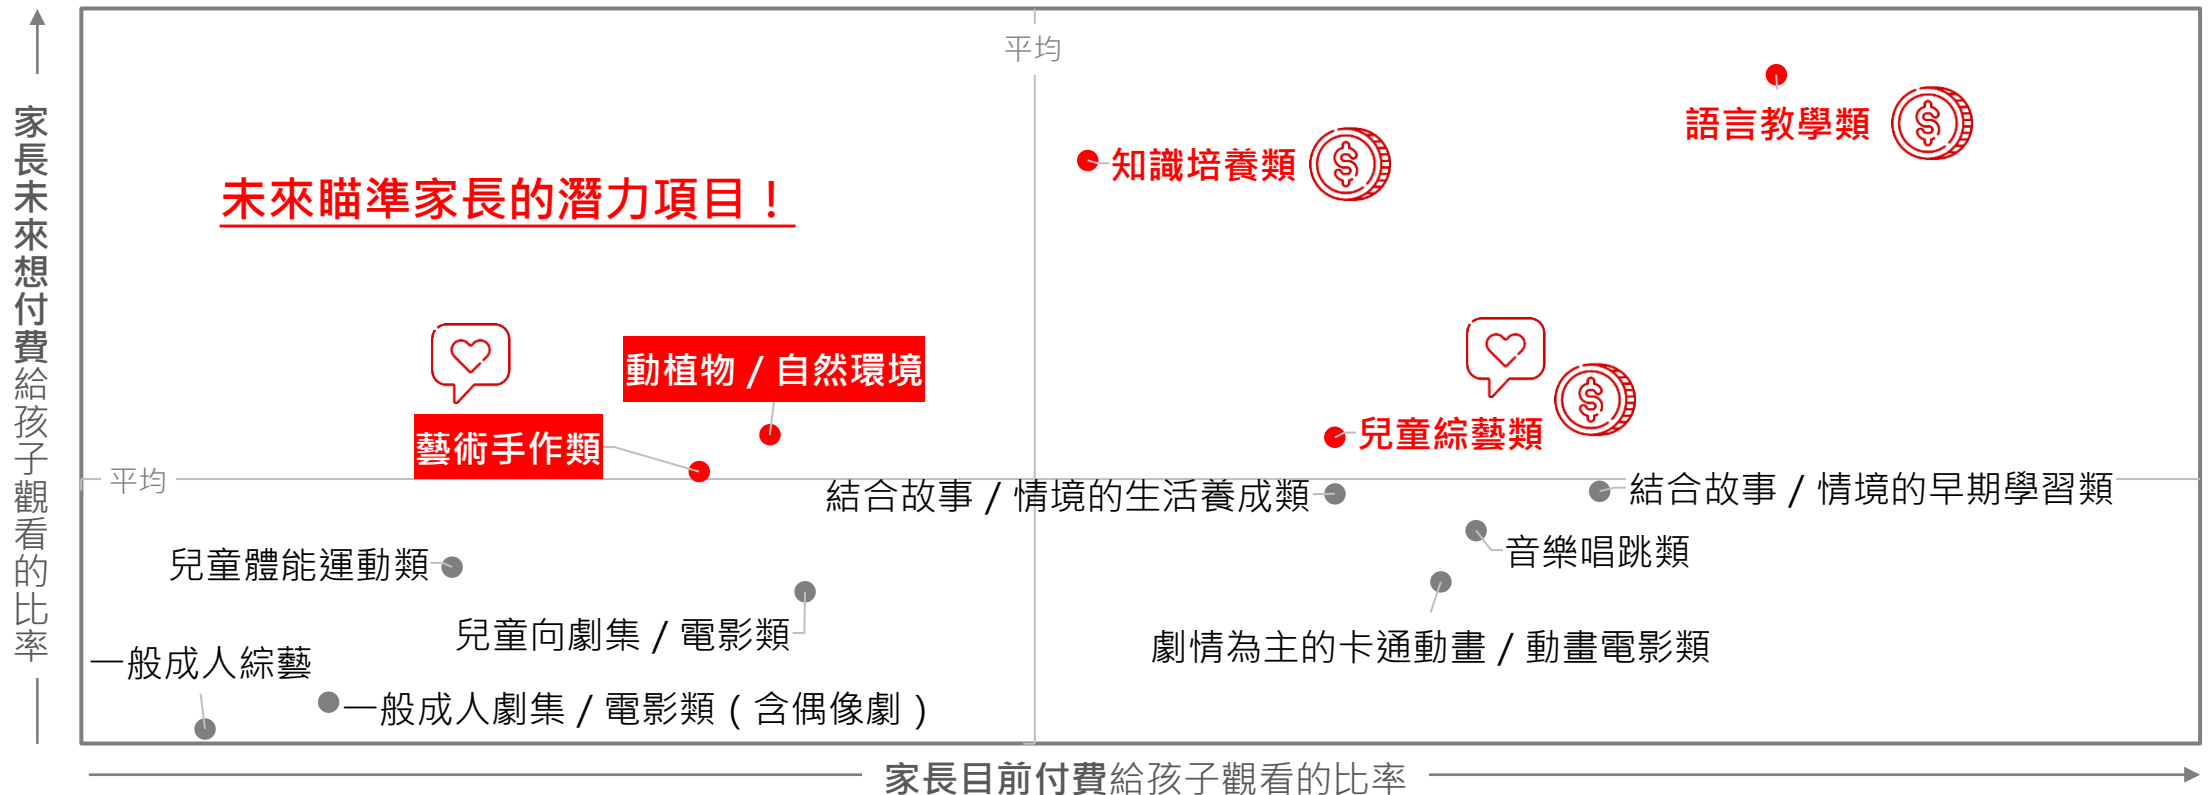 平均
語言教學類
知識培養類
未來瞄準家長的潛力項目！
動植物 / 自然環境
藝術手作類
兒童綜藝類
平均
結合故事 / 情境的生活養成類
結合故事 / 情境的早期學習類
音樂唱跳類
兒童體能運動類
兒童向劇集 / 電影類
劇情為主的卡通動畫 / 動畫電影類
一般成人綜藝
一般成人劇集 / 電影類 ( 含偶像劇 )
家長未來想付費給孩子觀看的比率
家長目前付費給孩子觀看的比率